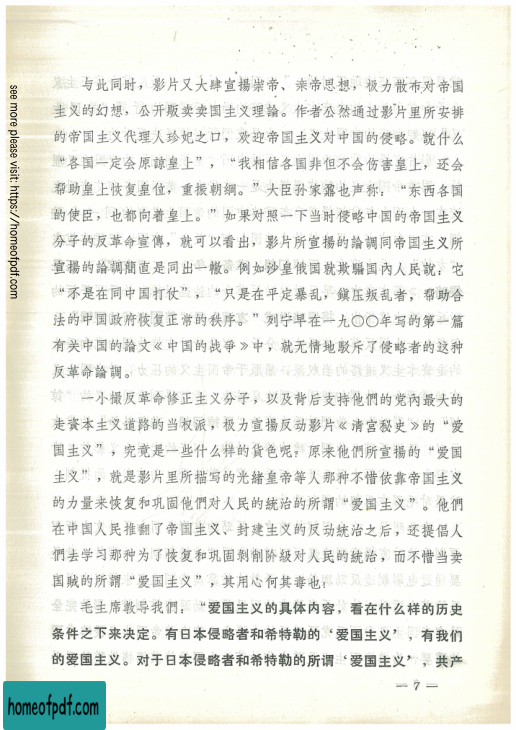 与此同时，影片又大肆宣揚崇帝、亲帝思想，极力散布对帝国
主义的幻想，公开贩卖卖国主义理論。作者公然通过影片里所安排
的帝国主义代理人珍妃之口，欢迎帝国主义对中国的侵略。說什么
“各国一定会原諒皇上”，“我相信各国非但不会伤害皇上，还会
帮助皇上恢复皇位，重振朝綱。”大臣孙家鼐也声称：“东西各国
的使臣，也都向着皇上。”如果对照一下当时侵略中国的帝国主义
分子的反革命宣傳，就可以看出，影片所宣揚的論調同帝国主义所
宣揚的論調簡直是同出一轍。例如沙皇俄国就欺騙国內人民說：它
“不是在同中国打仗”，“只是在平定暴乱，鎭压叛乱者，帮助合
法的中国政府恢复正常的秩序。”列宁早在一九〇〇年写的第一篇
有关中国的論文《中国的战爭》中，就无情地駁斥了侵略者的这种
反革命論調。
一小撮反革命修正主义分子，以及背后支持他們的党內最大的
走資本主义道路的当权派，极力宣揚反动影片《清宮秘史》的“爱
国主义”，究竟是一些什么样的貨色呢？原来他們所宣揚的“爱国
主义”，就是影片里所描写的光緒皇帝等人那种不惜依靠帝国主义
的力量来恢复和巩固他們对人民的統治的所謂“爱国主义”。他們
在中国人民推翻了帝国主义、封建主义的反动統治之后，还提倡人
們去学习那种为了恢复和巩固剝削阶級对人民的統治，而不惜当卖
国賊的所謂“爱国主义”，其用心何其毒也！
毛主席敎导我們：“爱国主义的具体內容，看在什么样的历史
条件之下来决定。有日本侵略者和希特勒的‘爱国主义’，有我們
的爱国主义。对于日本侵略者和希特勒的所謂‘爱国主义’，共产
— 7 —
see more please visit: https://homeofpdf.com
homeofpdf.com